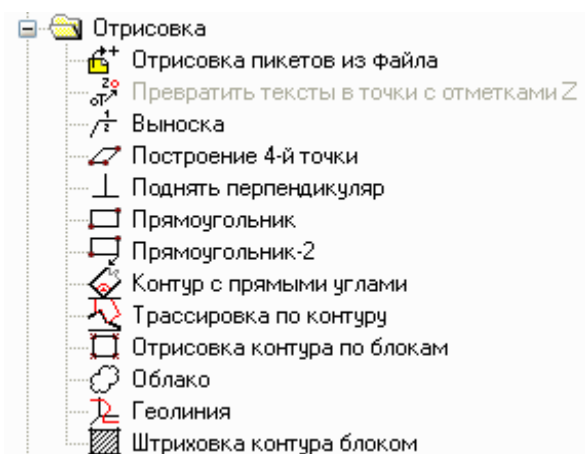 Отрисовка
Отрисовка пикетов из файла
Превратить тексты в точки с отметками Z
Выноска
Построение 4-й точки
Поднять перпендикуляр
Прямоугольник
Прямоугольник-2
Контур с прямыми углами
Трассировка по контуру
Отрисовка контура по блокам
Облако
Геолиния
Штриховка контура блоком